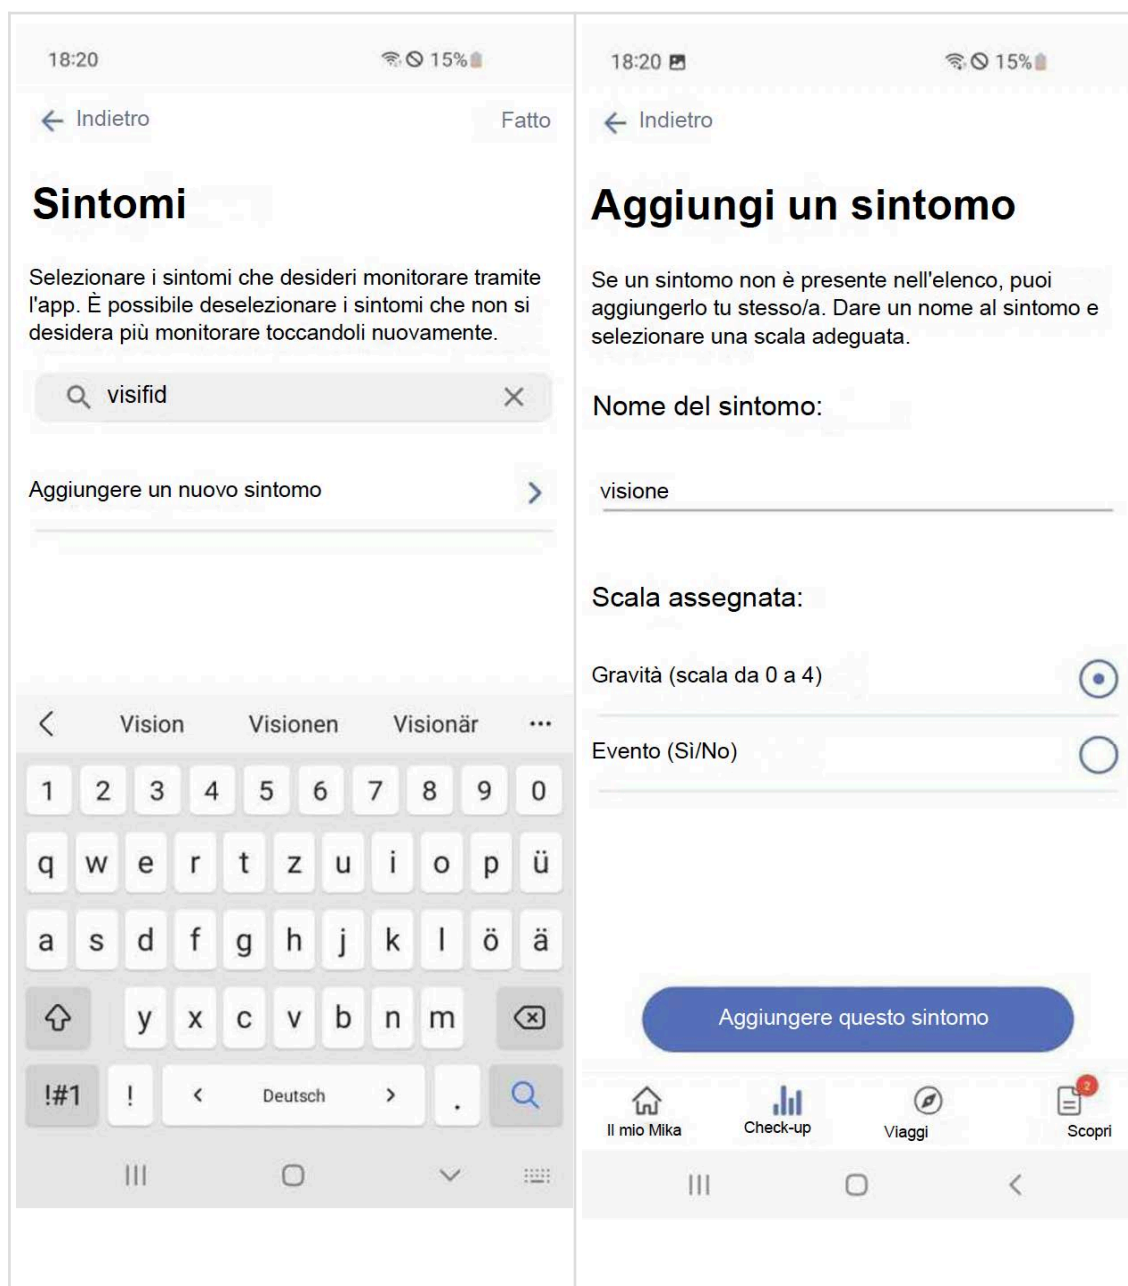 18:20
15%
Indietro
Fatto
Sintomi
Selezionare i sintomi che desideri monitorare tramite
l'app. È possibile deselezionare i sintomi che non si
desidera più monitorare toccandoli nuovamente.
visifid
Aggiungere un nuovo sintomo
Vision Visionen Visionär
1 2 3 4 5 6 7 8 9 0
q w e r t z u i o p ü
a s d f g h j k l ö ä
y x c v b n m
!#1 ! < Deutsch > .
18:20
15%
Indietro
Aggiungi un sintomo
Se un sintomo non è presente nell'elenco, puoi
aggiungerlo tu stesso/a. Dare un nome al sintomo e
selezionare una scala adeguata.
Nome del sintomo:
visione
Scala assegnata:
Gravità (scala da 0 a 4)
Evento (Sì/No)
Aggiungere questo sintomo
2
Il mio Mika Check-up Viaggi Scopri